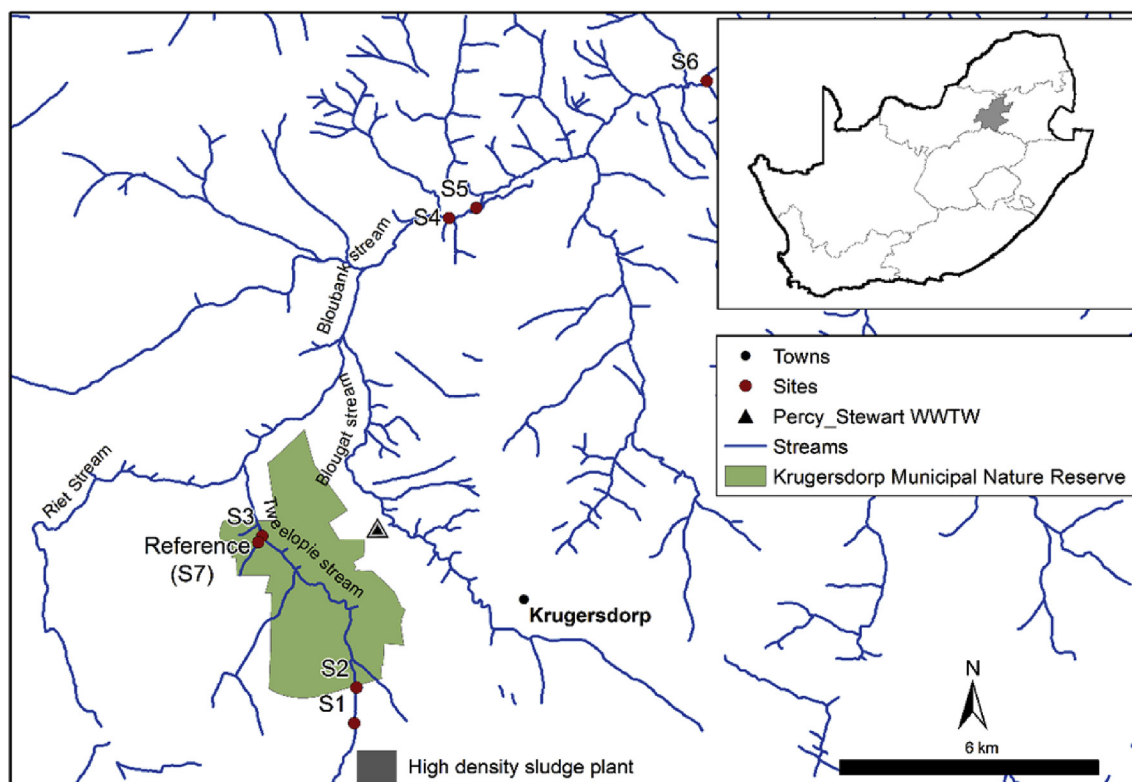 S6
S5
S4
Bloubank stream
Towns
Sites
Percy_Stewart WWTW
Streams
Krugersdorp Municipal Nature Reserve
Blougat stream
Riet Stream
Tweelopie stream
S3
Reference
(S7)
Krugersdorp
S2
S1
N
6 km
High density sludge plant